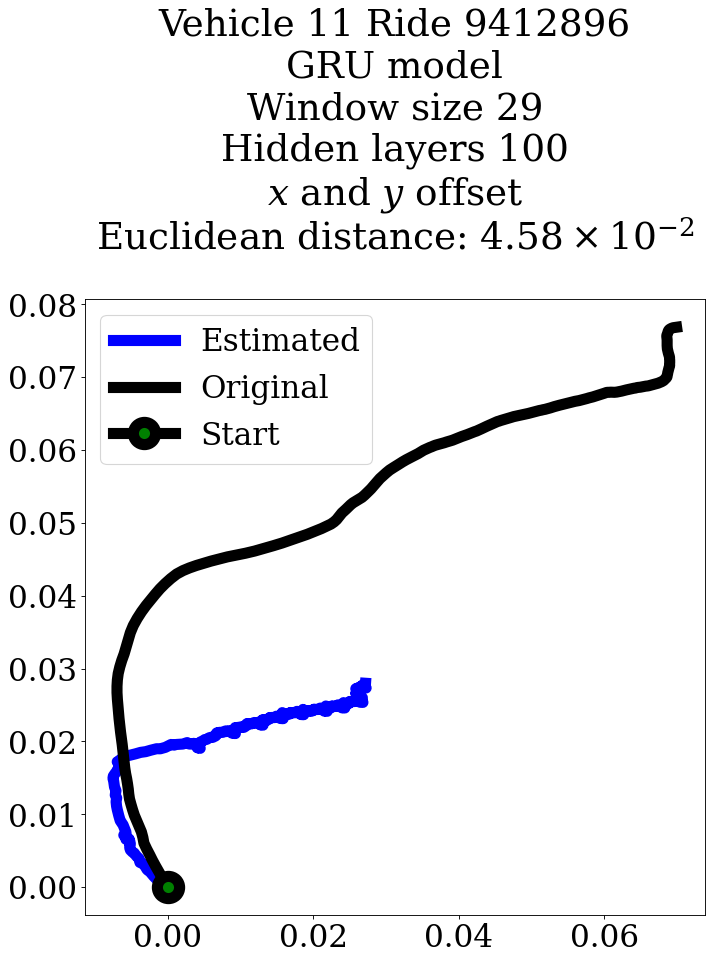 Vehicle 11 Ride 9412896
GRU model
Window size 29
Hidden layers 100
x and y offset
Euclidean distance: 4.58 × 10⁻²
Estimated
Original
Start
0.08
0.07
0.06
0.05
0.04
0.03
0.02
0.01
0.00
0.00 0.02 0.04 0.06